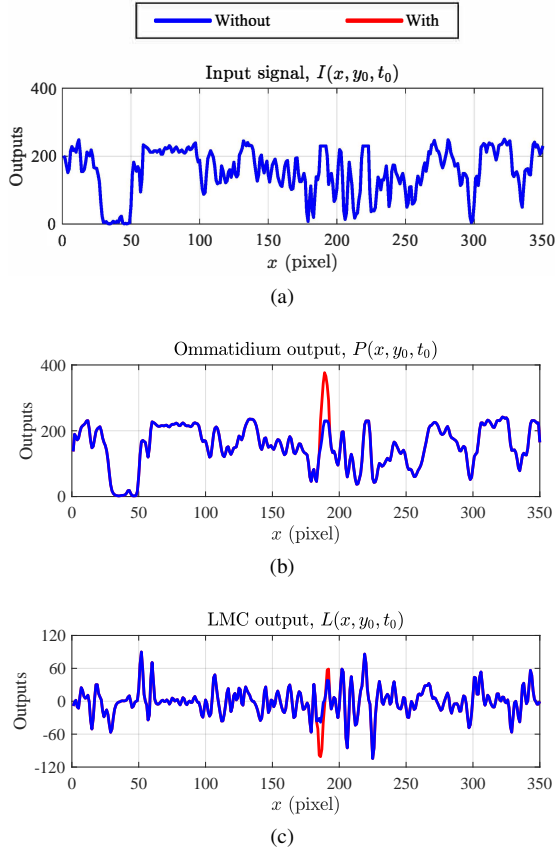 Without With
Input signal, I(x, y₀, t₀)
400
200
0
Outputs
0 50 100 150 200 250 300 350
x (pixel)
(a)
Ommatidium output, P(x, y₀, t₀)
400
200
0
Outputs
0 50 100 150 200 250 300 350
x (pixel)
(b)
LMC output, L(x, y₀, t₀)
120
60
0
-60
-120
Outputs
0 50 100 150 200 250 300 350
x (pixel)
(c)